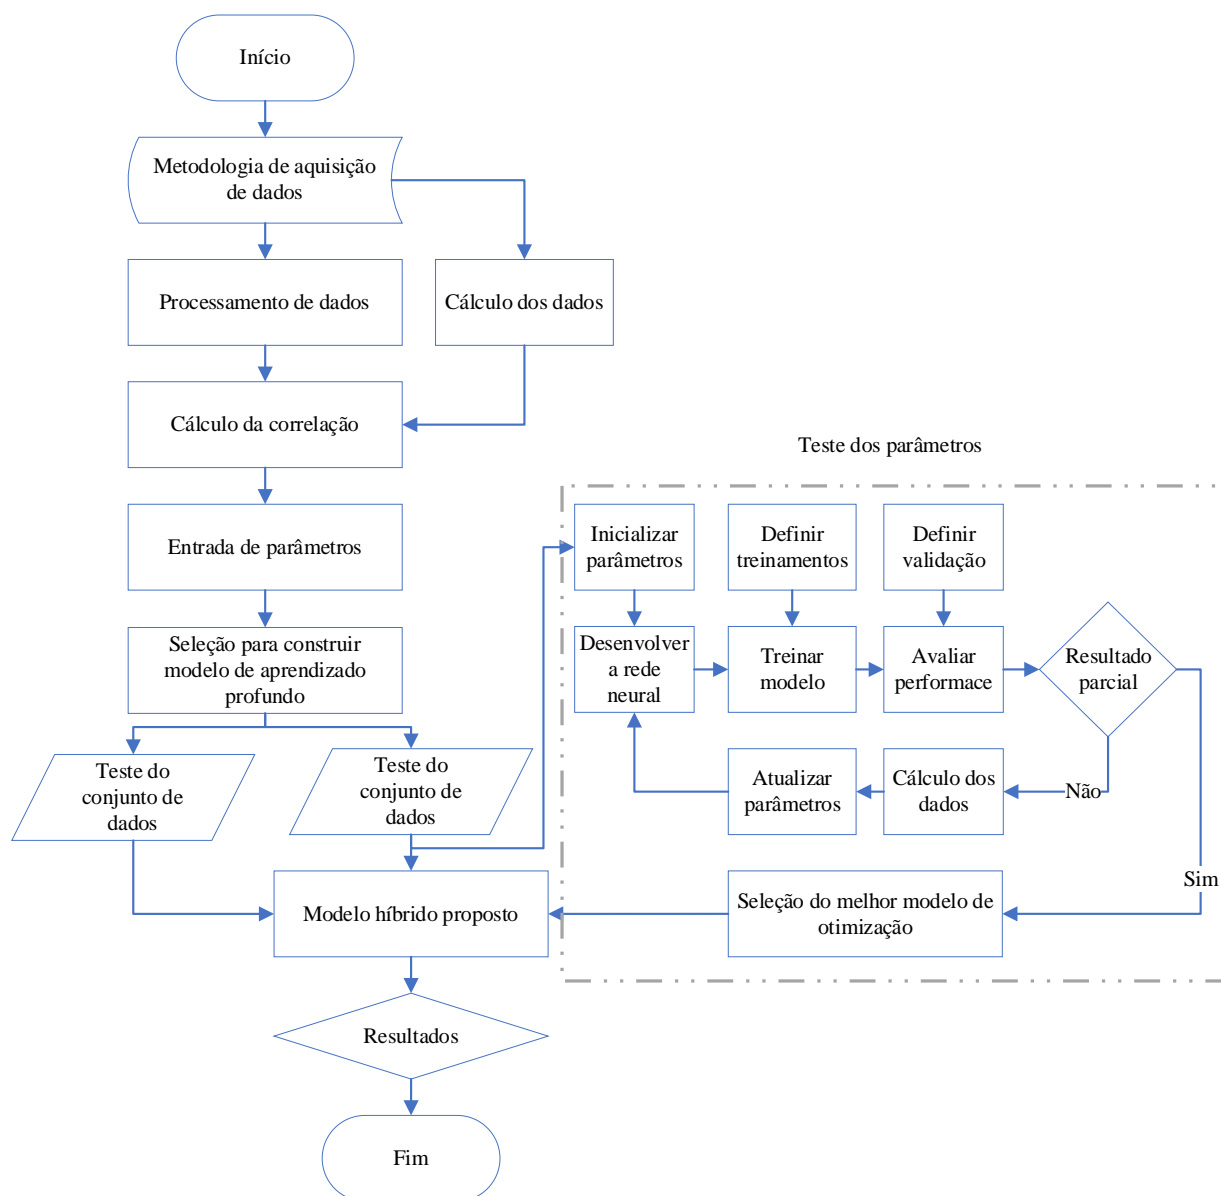 Início
Metodologia de aquisição
de dados
Processamento de dados
Cálculo dos dados
Cálculo da correlação
Entrada de parâmetros
Seleção para construir
modelo de aprendizado
profundo
Teste do
conjunto de
dados
Teste do
conjunto de
dados
Modelo híbrido proposto
Resultados
Fim
Teste dos parâmetros
Inicializar
parâmetros
Definir
treinamentos
Definir
validação
Desenvolver
a rede
neural
Treinar
modelo
Avaliar
performace
Resultado
parcial
Atualizar
parâmetros
Cálculo dos
dados
Não
Sim
Seleção do melhor modelo de
otimização